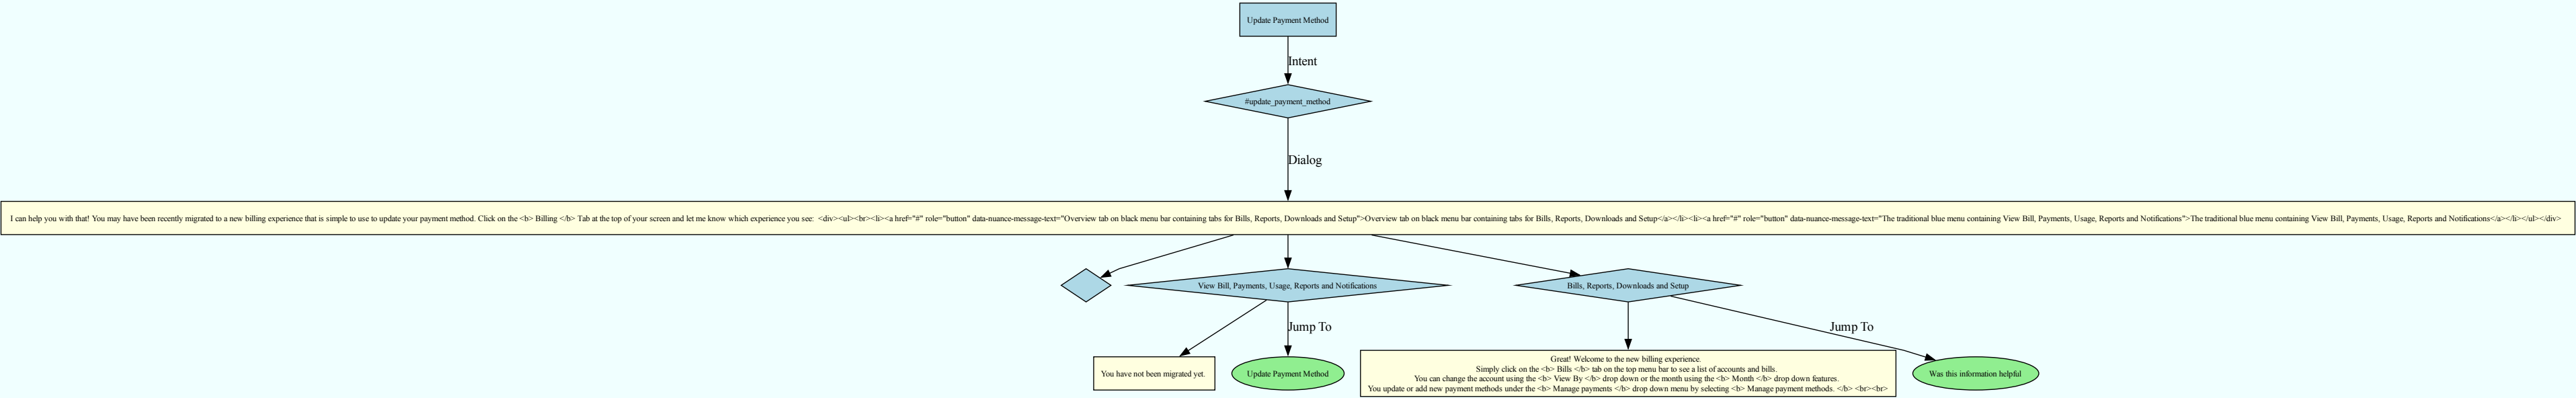 Update Payment Method
Intent
#update_payment_method
Dialog
I can help you with that! You may have been recently migrated to a new billing experience that is simple to use to update your payment method. Click on the <b> Billing </b> Tab at the top of your screen and let me know which experience you see:  <div><ul><br><li><a href="#" role="button" data-nuance-message-text="Overview tab on black menu bar containing tabs for Bills, Reports, Downloads and Setup">Overview tab on black menu bar containing tabs for Bills, Reports, Downloads and Setup</a></li><li><a href="#" role="button" data-nuance-message-text="The traditional blue menu containing View Bill, Payments, Usage, Reports and Notifications">The traditional blue menu containing View Bill, Payments, Usage, Reports and Notifications</a></li></ul></div>
View Bill, Payments, Usage, Reports and Notifications
Bills, Reports, Downloads and Setup
Jump To
Jump To
You have not been migrated yet.
Update Payment Method
Great! Welcome to the new billing experience.
Simply click on the <b> Bills </b> tab on the top menu bar to see a list of accounts and bills.
You can change the account using the <b> View By </b> drop down or the month using the <b> Month </b> drop down features.
You update or add new payment methods under the <b> Manage payments </b> drop down menu by selecting <b> Manage payment methods. </b> <br><br>
Was this information helpful